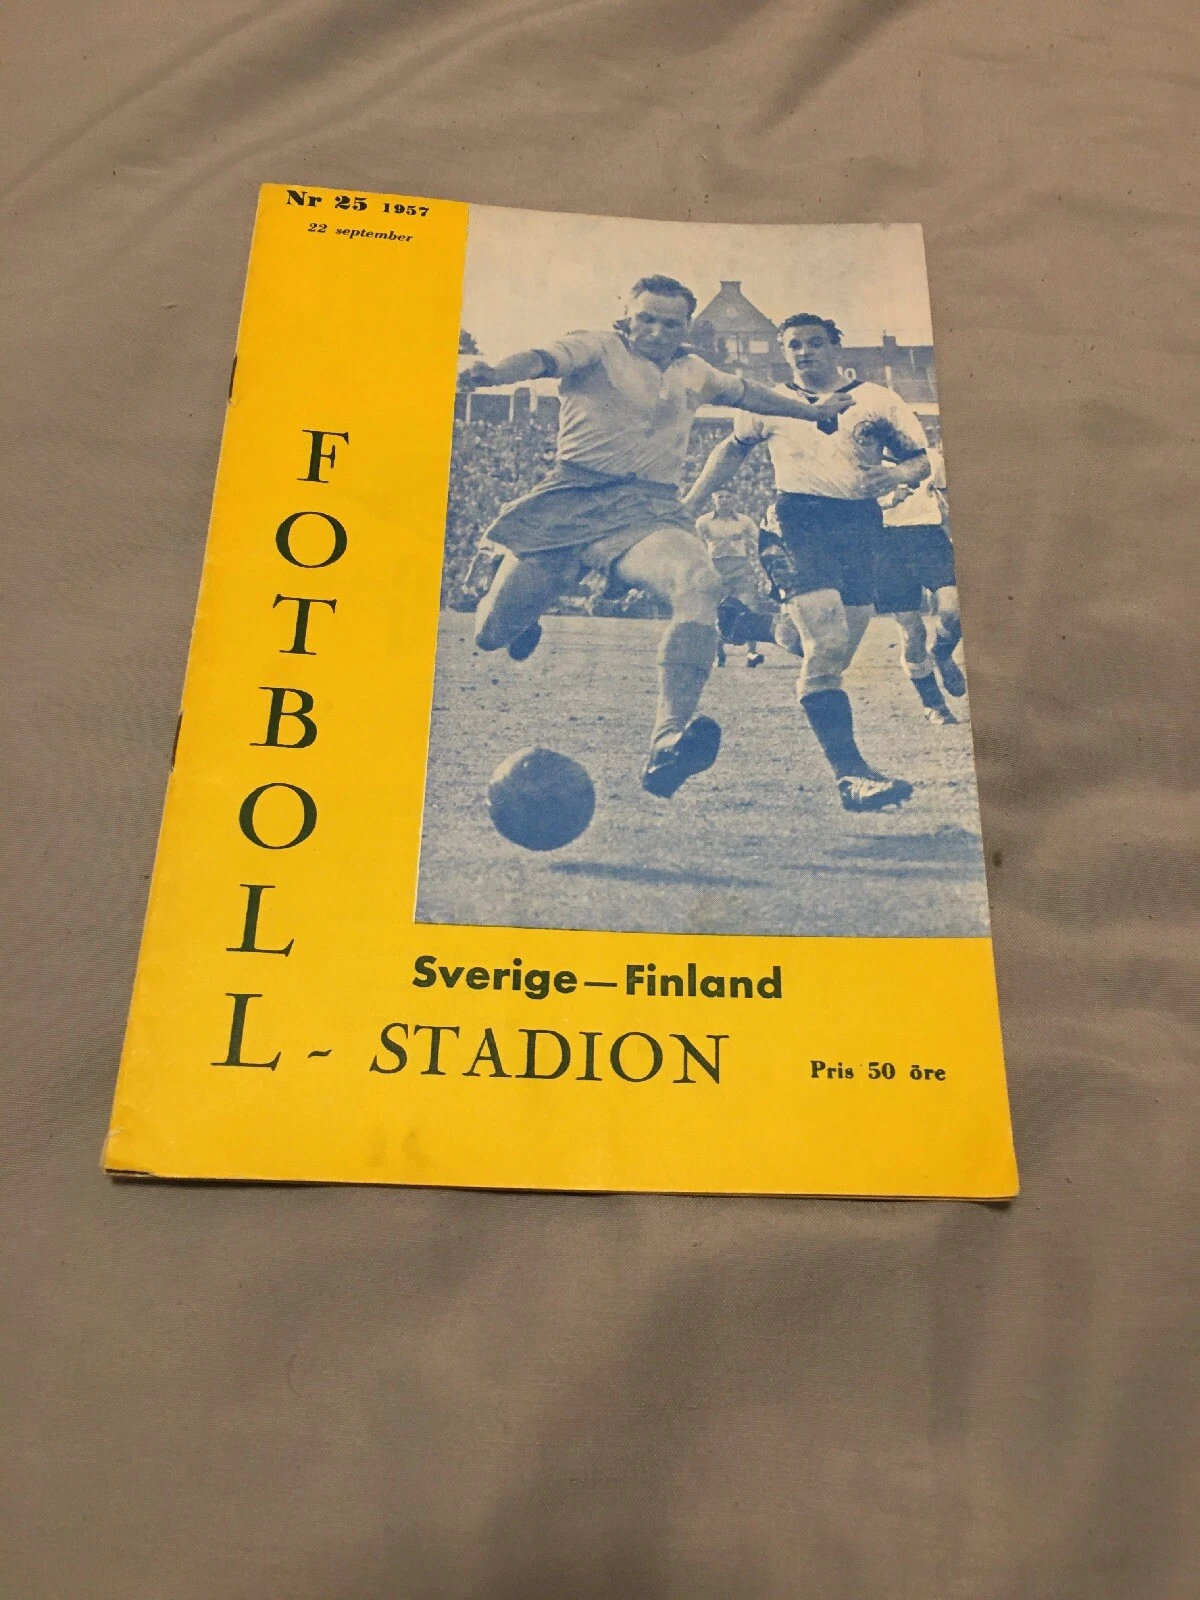 Nr 25 1957
22 september
FOTBOLL-STADION
Sverige—Finland
Pris 50 öre